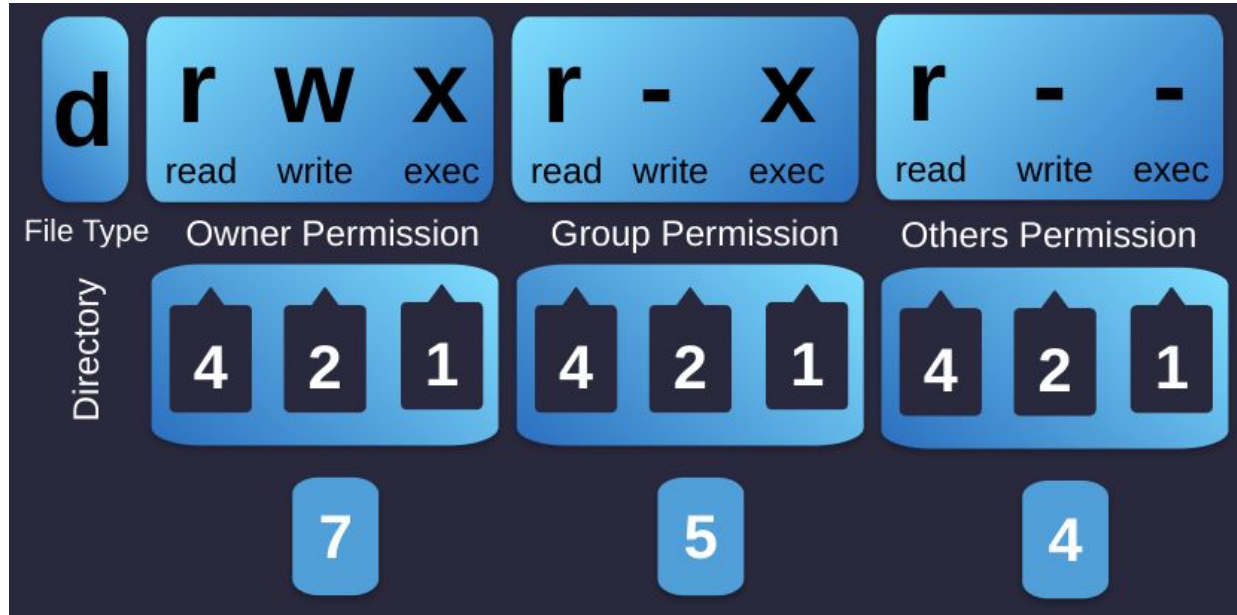 d r w x r - x r - -
read write exec read write exec read write exec
File Type Owner Permission Group Permission Others Permission
Directory
4 2 1 4 2 1 4 2 1
7 5 4